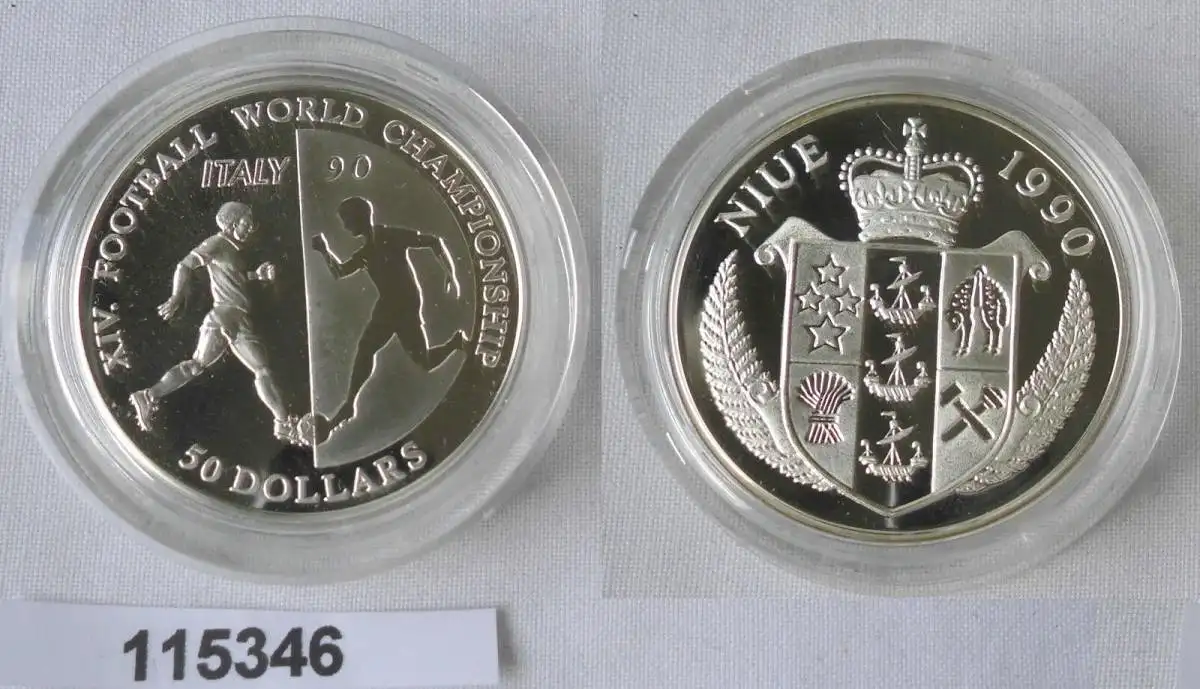 XIV. FOOTBALL WORLD CHAMPIONSHIP
ITALY 90
50 DOLLARS
NIUE 1990
115346